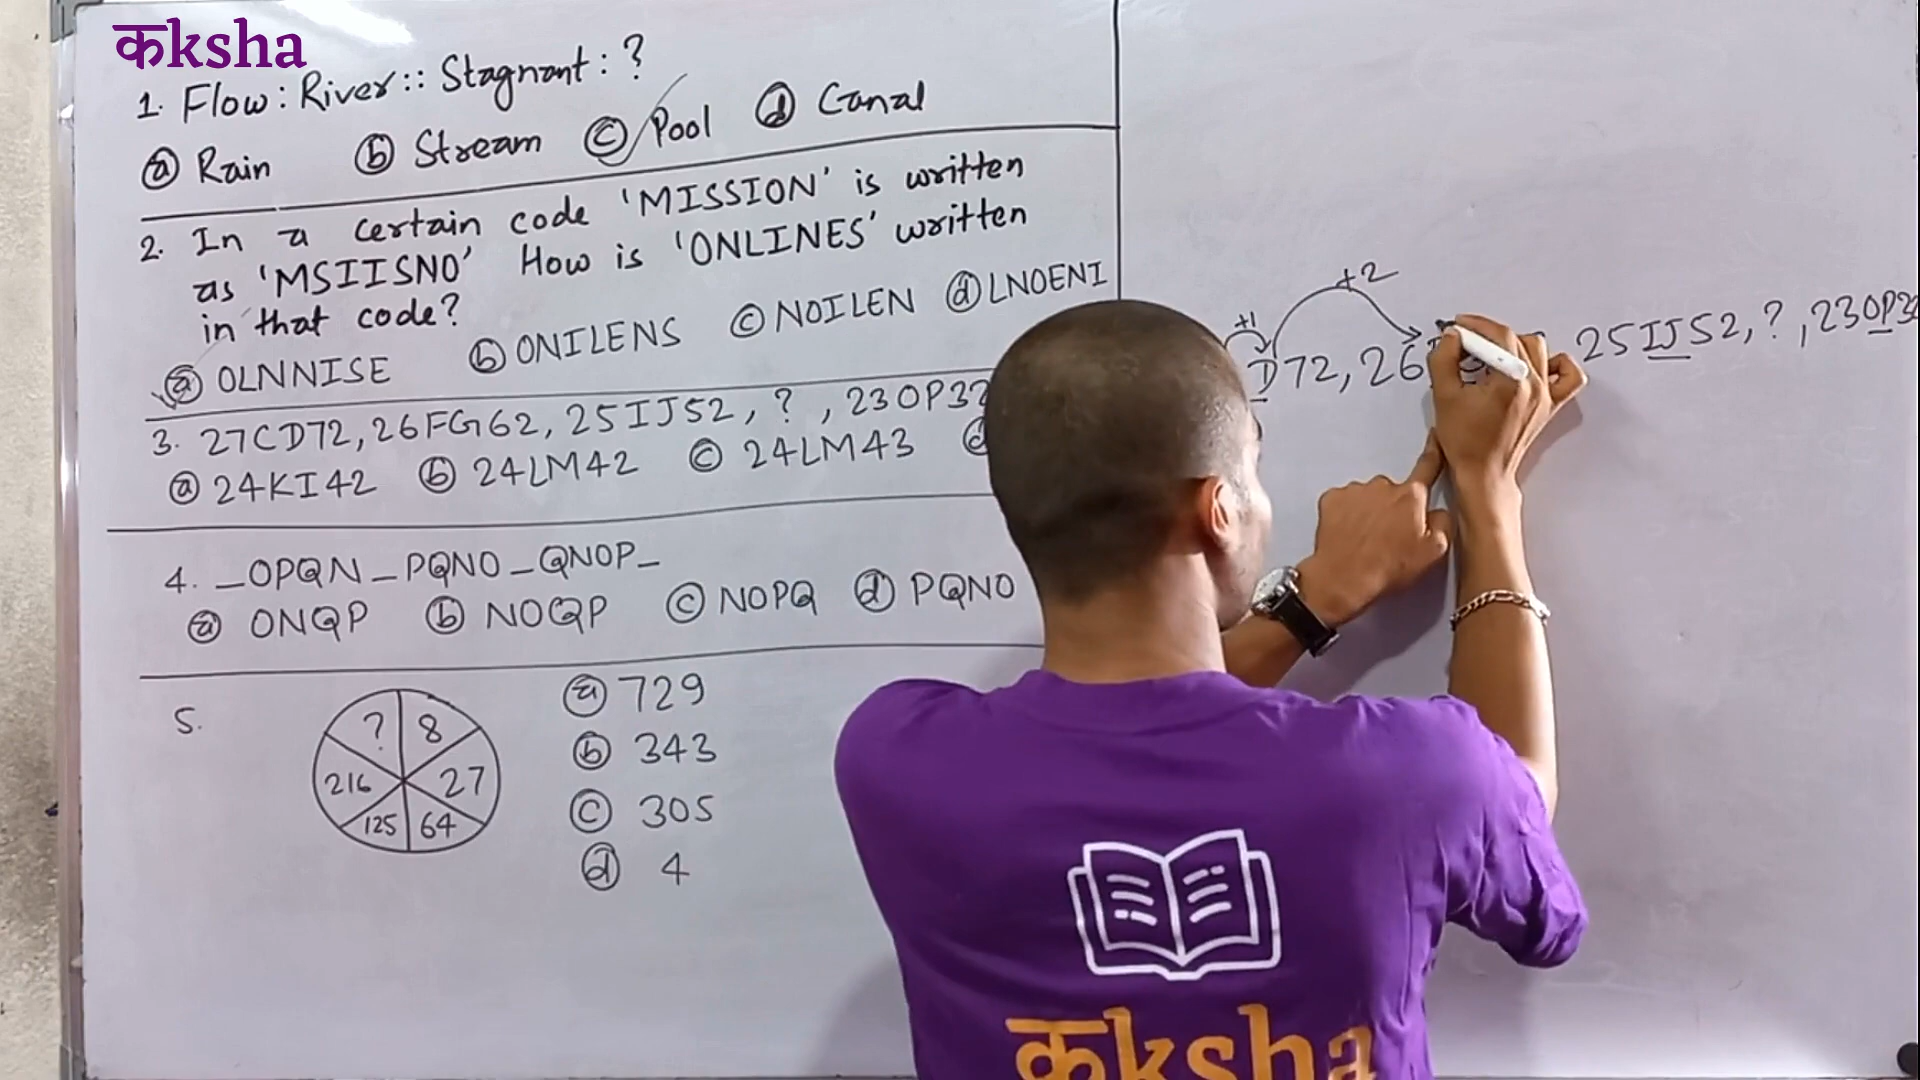 कksha
1. Flow : River :: Stagnant : ?
ⓐ Rain ⓑ Stream ⓒ Pool ⓓ Canal
2. In a certain code 'MISSION' is written
as 'MSIISNO' How is 'ONLINES' written
in that code?
ⓐ OLNNISE ⓑ ONILENS ⓒ NOILEN ⓓ LNOENI
3. 27CD72, 26FG62, 25IJ52, ?, 23OP32
ⓐ 24KI42 ⓑ 24LM42 ⓒ 24LM43 ⓓ
4. _OPQN_PQNO_QNOP_
ⓐ ONQP ⓑ NOQP ⓒ NOPQ ⓓ PQNO
5.
? 8
216 27
125 64
ⓐ 729
ⓑ 343
ⓒ 305
ⓓ 4
+1 +2
D72, 26 25IJ52, ?, 23OP3
कksha